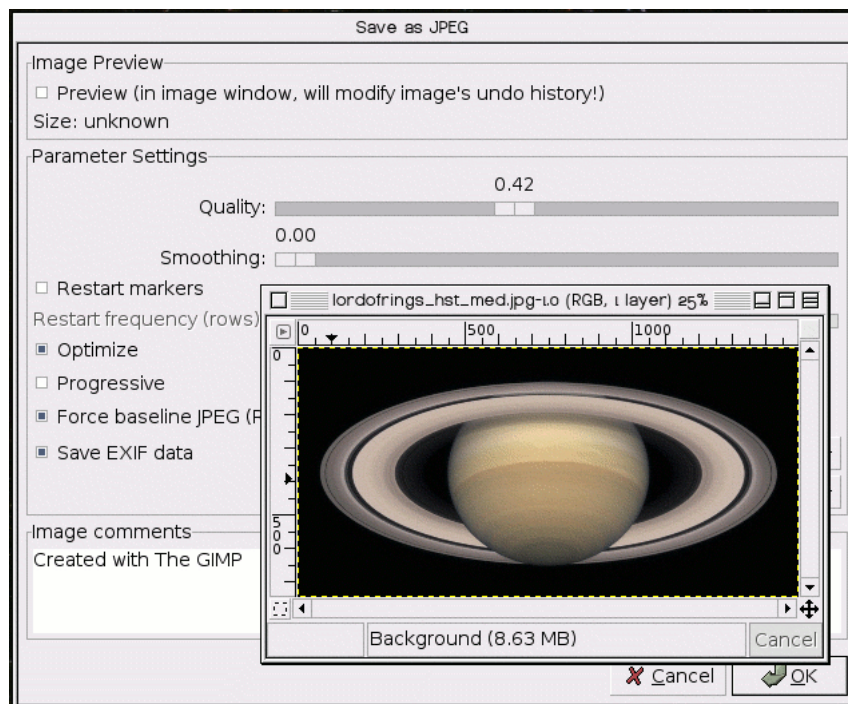 Save as JPEG
Image Preview
Preview (in image window, will modify image's undo history!)
Size: unknown
Parameter Settings
0.42
Quality:
0.00
Smoothing:
Restart markers
Restart frequency (rows)
Optimize
Progressive
Force baseline JPEG
Save EXIF data
Image comments
Created with The GIMP
lordofrings_hst_med.jpg-1.0 (RGB, 1 layer) 25%
0 500 1000
0
500
Background (8.63 MB)
Cancel
Cancel
OK